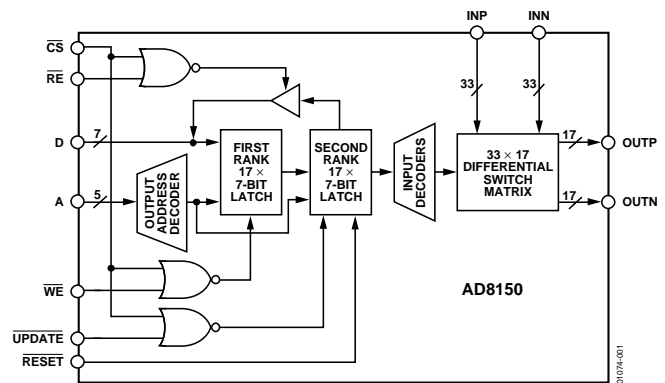 INP INN
CS
RE
33 33
D 7
A 5
OUTPUT
ADDRESS
DECODER
FIRST
RANK
17 ×
7-BIT
LATCH
SECOND
RANK
17 ×
7-BIT
LATCH
INPUT
DECODERS
33 × 17
DIFFERENTIAL
SWITCH
MATRIX
17 OUTP
17 OUTN
WE
UPDATE
RESET
AD8150
01074-001